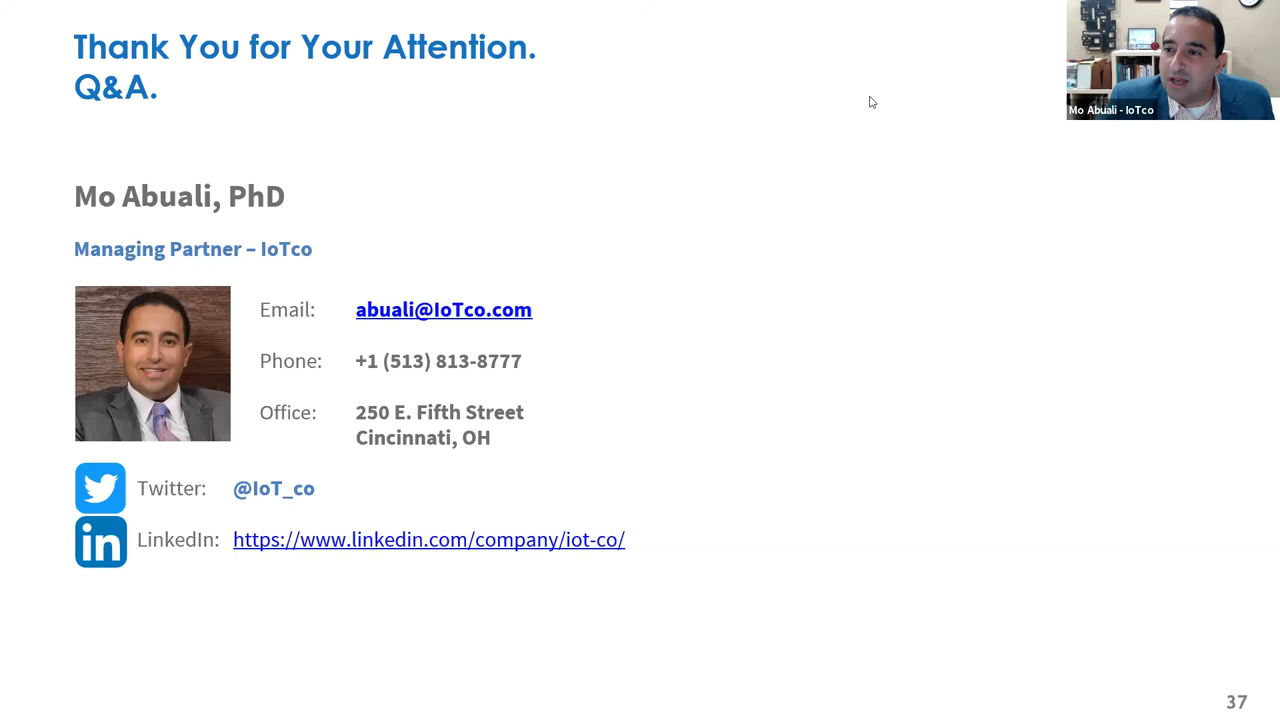 Thank You for Your Attention.
Q&A.
Mo Abuali - IoTco
Mo Abuali, PhD
Managing Partner – IoTco
Email: abuali@IoTco.com
Phone: +1 (513) 813-8777
Office: 250 E. Fifth Street
Cincinnati, OH
Twitter: @IoT_co
in LinkedIn: https://www.linkedin.com/company/iot-co/
37